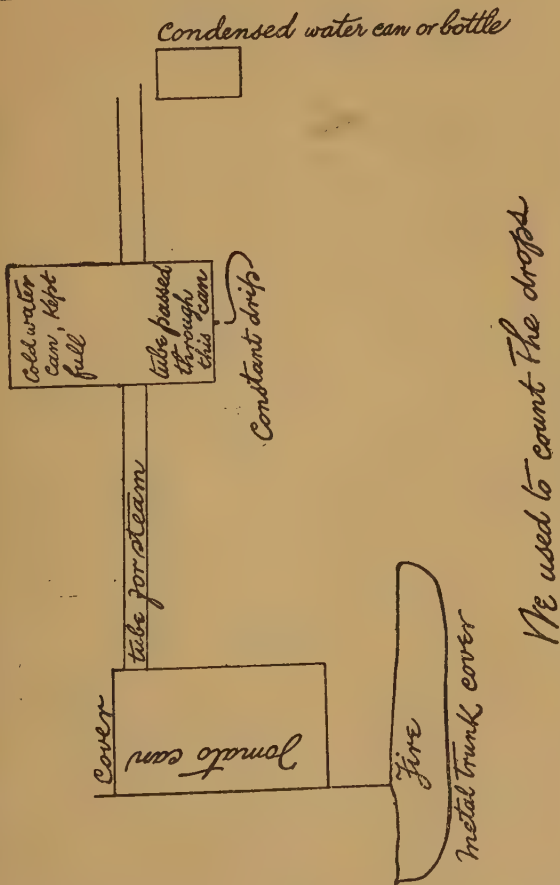 Condensed water can or bottle
Cold water
can, kept
full
tube passed
through
this can
Constant drip
tube for steam
Cover
Tomato can
Fire
Metal trunk cover
We used to count The drops